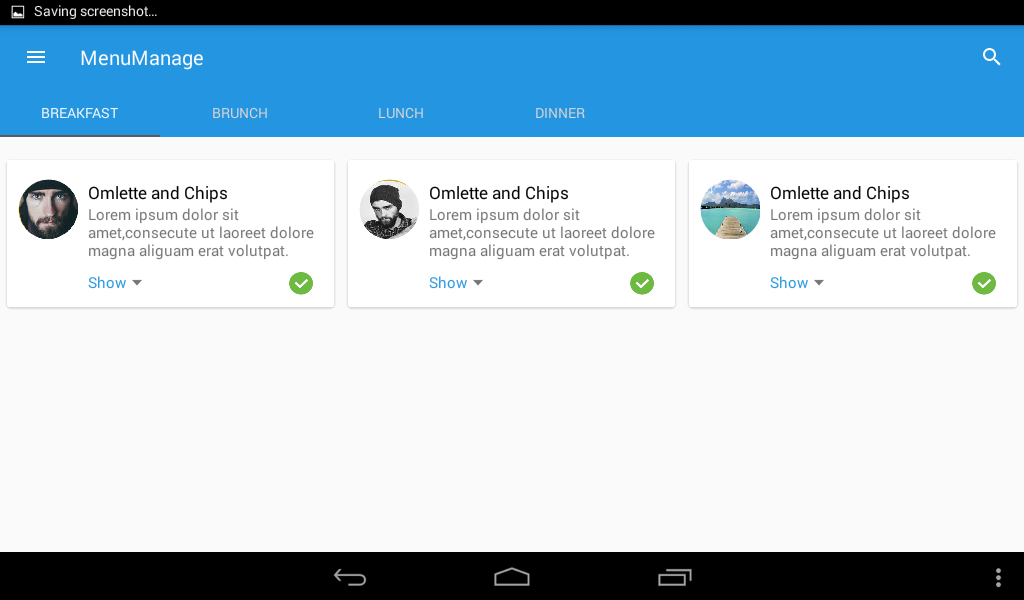 Saving screenshot...
MenuManage
BREAKFAST BRUNCH LUNCH DINNER
Omlette and Chips
Lorem ipsum dolor sit
amet,consecute ut laoreet dolore
magna aliguam erat volutpat.
Show
Omlette and Chips
Lorem ipsum dolor sit
amet,consecute ut laoreet dolore
magna aliguam erat volutpat.
Show
Omlette and Chips
Lorem ipsum dolor sit
amet,consecute ut laoreet dolore
magna aliguam erat volutpat.
Show